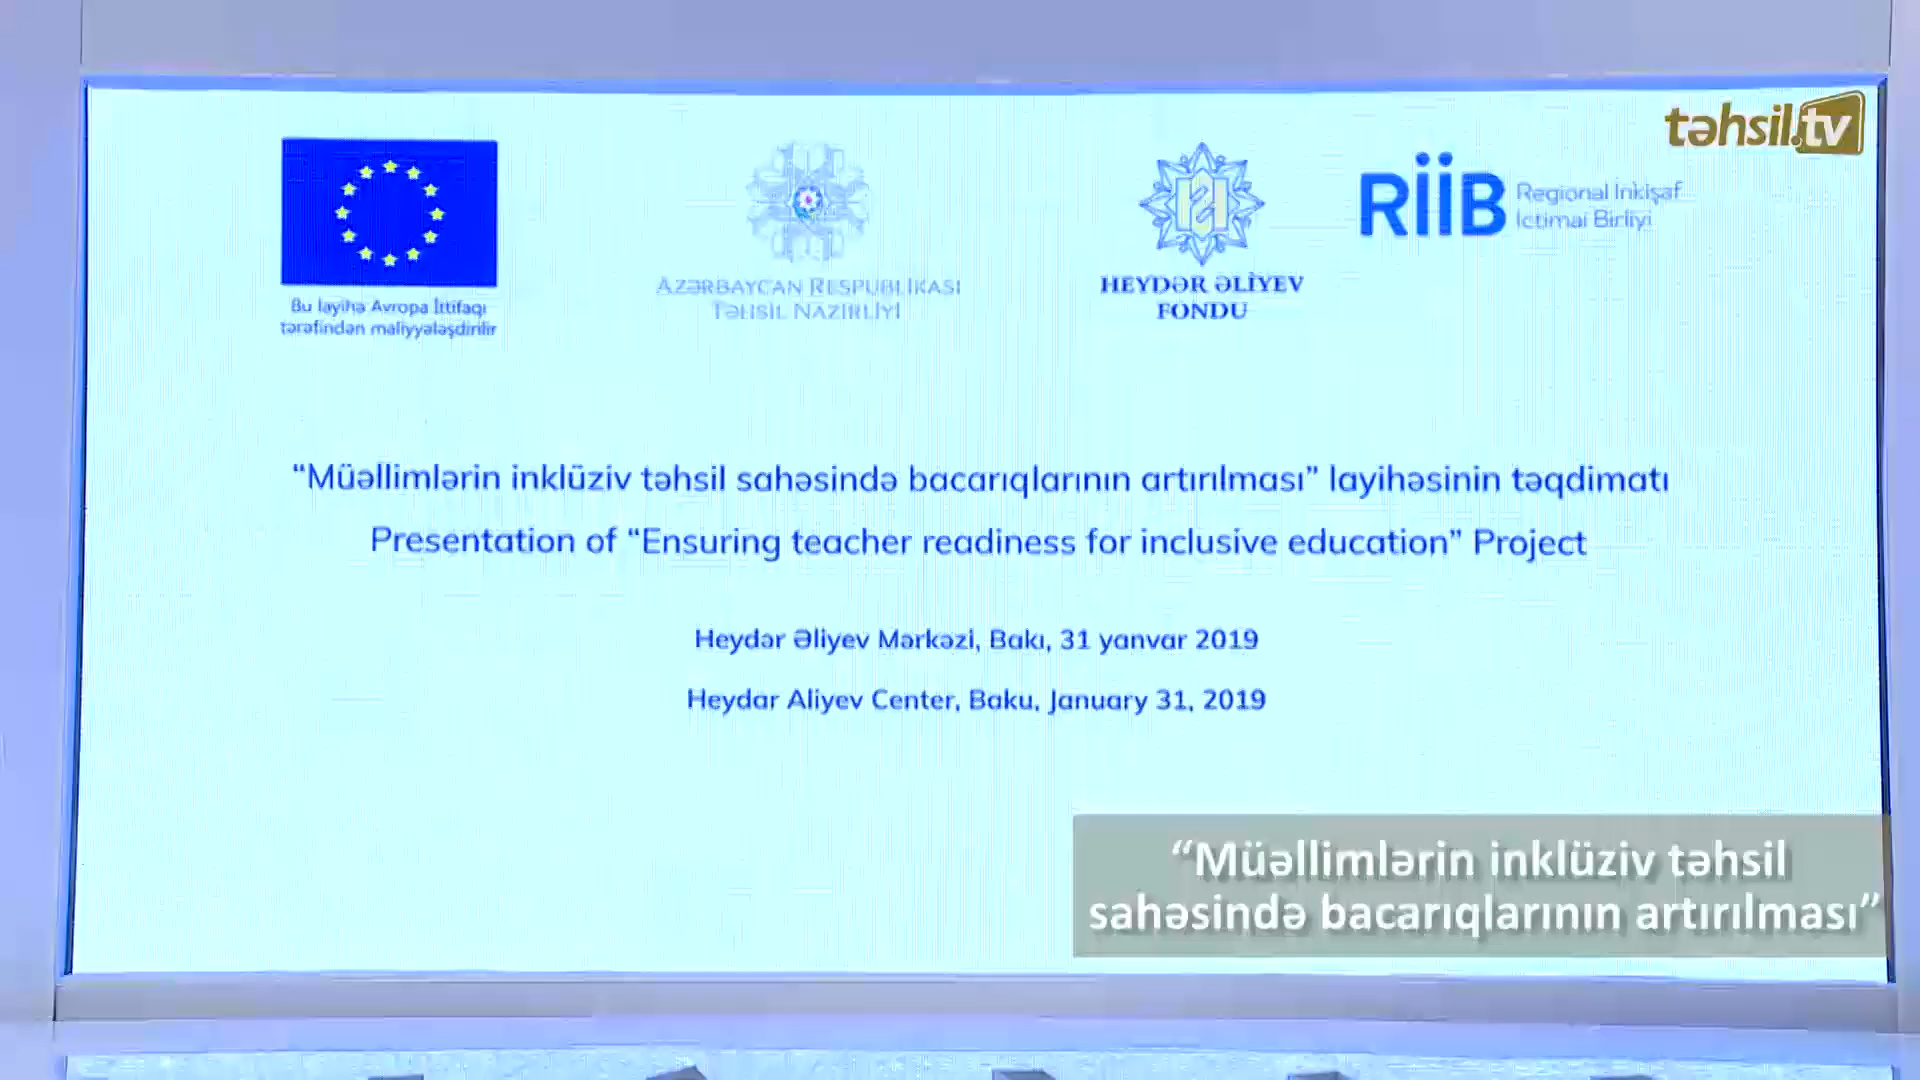 təhsil.tv
Bu layihə Avropa İttifaqı
tərəfindən maliyyələşdirilir
AZƏRBAYCAN RESPUBLİKASI
TƏHSİL NAZİRLİYİ
HEYDƏR ƏLİYEV
FONDU
RİİB
Regional İnkişaf
İctimai Birliyi
“Müəllimlərin inklüziv təhsil sahəsində bacarıqlarının artırılması” layihəsinin təqdimatı
Presentation of “Ensuring teacher readiness for inclusive education” Project
Heydər Əliyev Mərkəzi, Bakı, 31 yanvar 2019
Heydar Aliyev Center, Baku, January 31, 2019
“Müəllimlərin inklüziv təhsil
sahəsində bacarıqlarının artırılması”